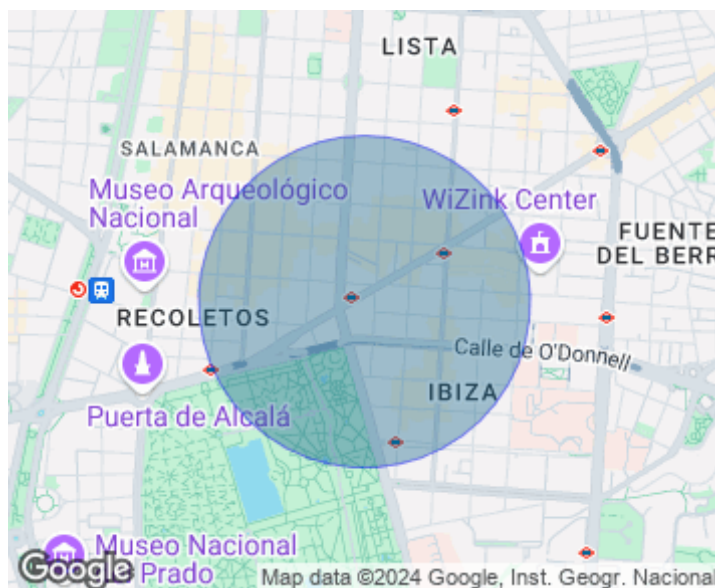 LISTA
SALAMANCA
Museo Arqueológico
Nacional
WiZink Center
FUENTE
DEL BERR
RECOLETOS
Calle de O'Donnell
IBIZA
Puerta de Alcalá
Museo Nacional
Prado
Google
Map data ©2024 Google, Inst. Geogr. Nacional